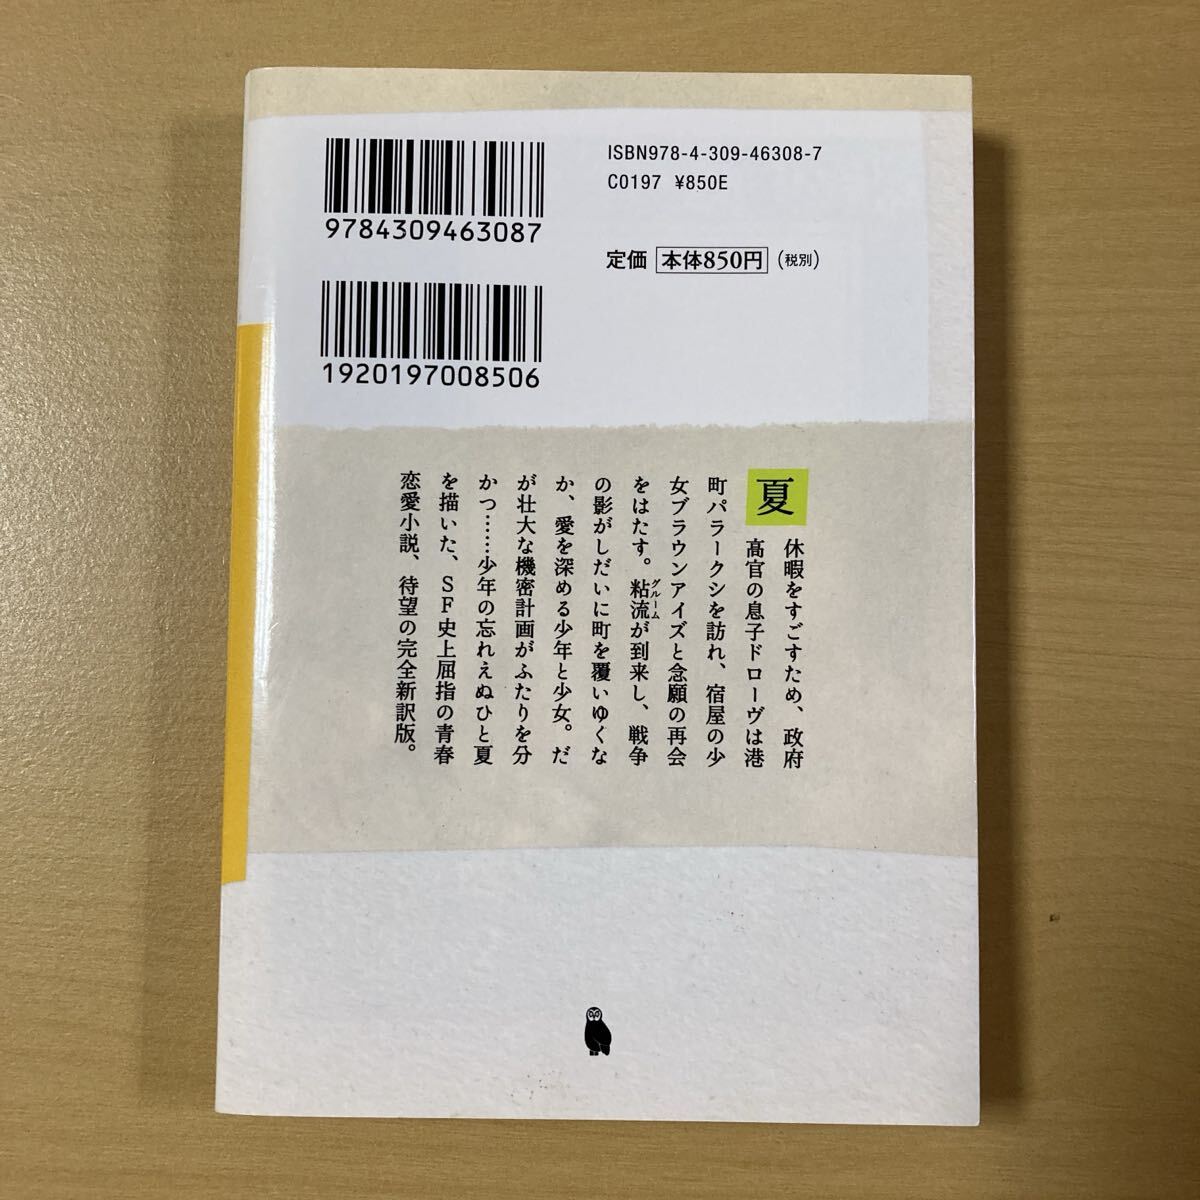 ISBN978-4-309-46308-7
C0197 ¥850E
9784309463087
定価 本体850円 (税別)
1920197008506
夏休暇をすごすため、政府
高官の息子ドローヴは港
町パラークシを訪れ、宿屋の少
女ブラウンアイズと念願の再会
をはたす。粘流グルームが到来し、戦争
の影がしだいに町を覆いゆくな
か、愛を深める少年と少女。だ
が壮大な機密計画がふたりを分
かつ……少年の忘れえぬひと夏
を描いた、SF史上屈指の青春
恋愛小説、待望の完全新訳版。